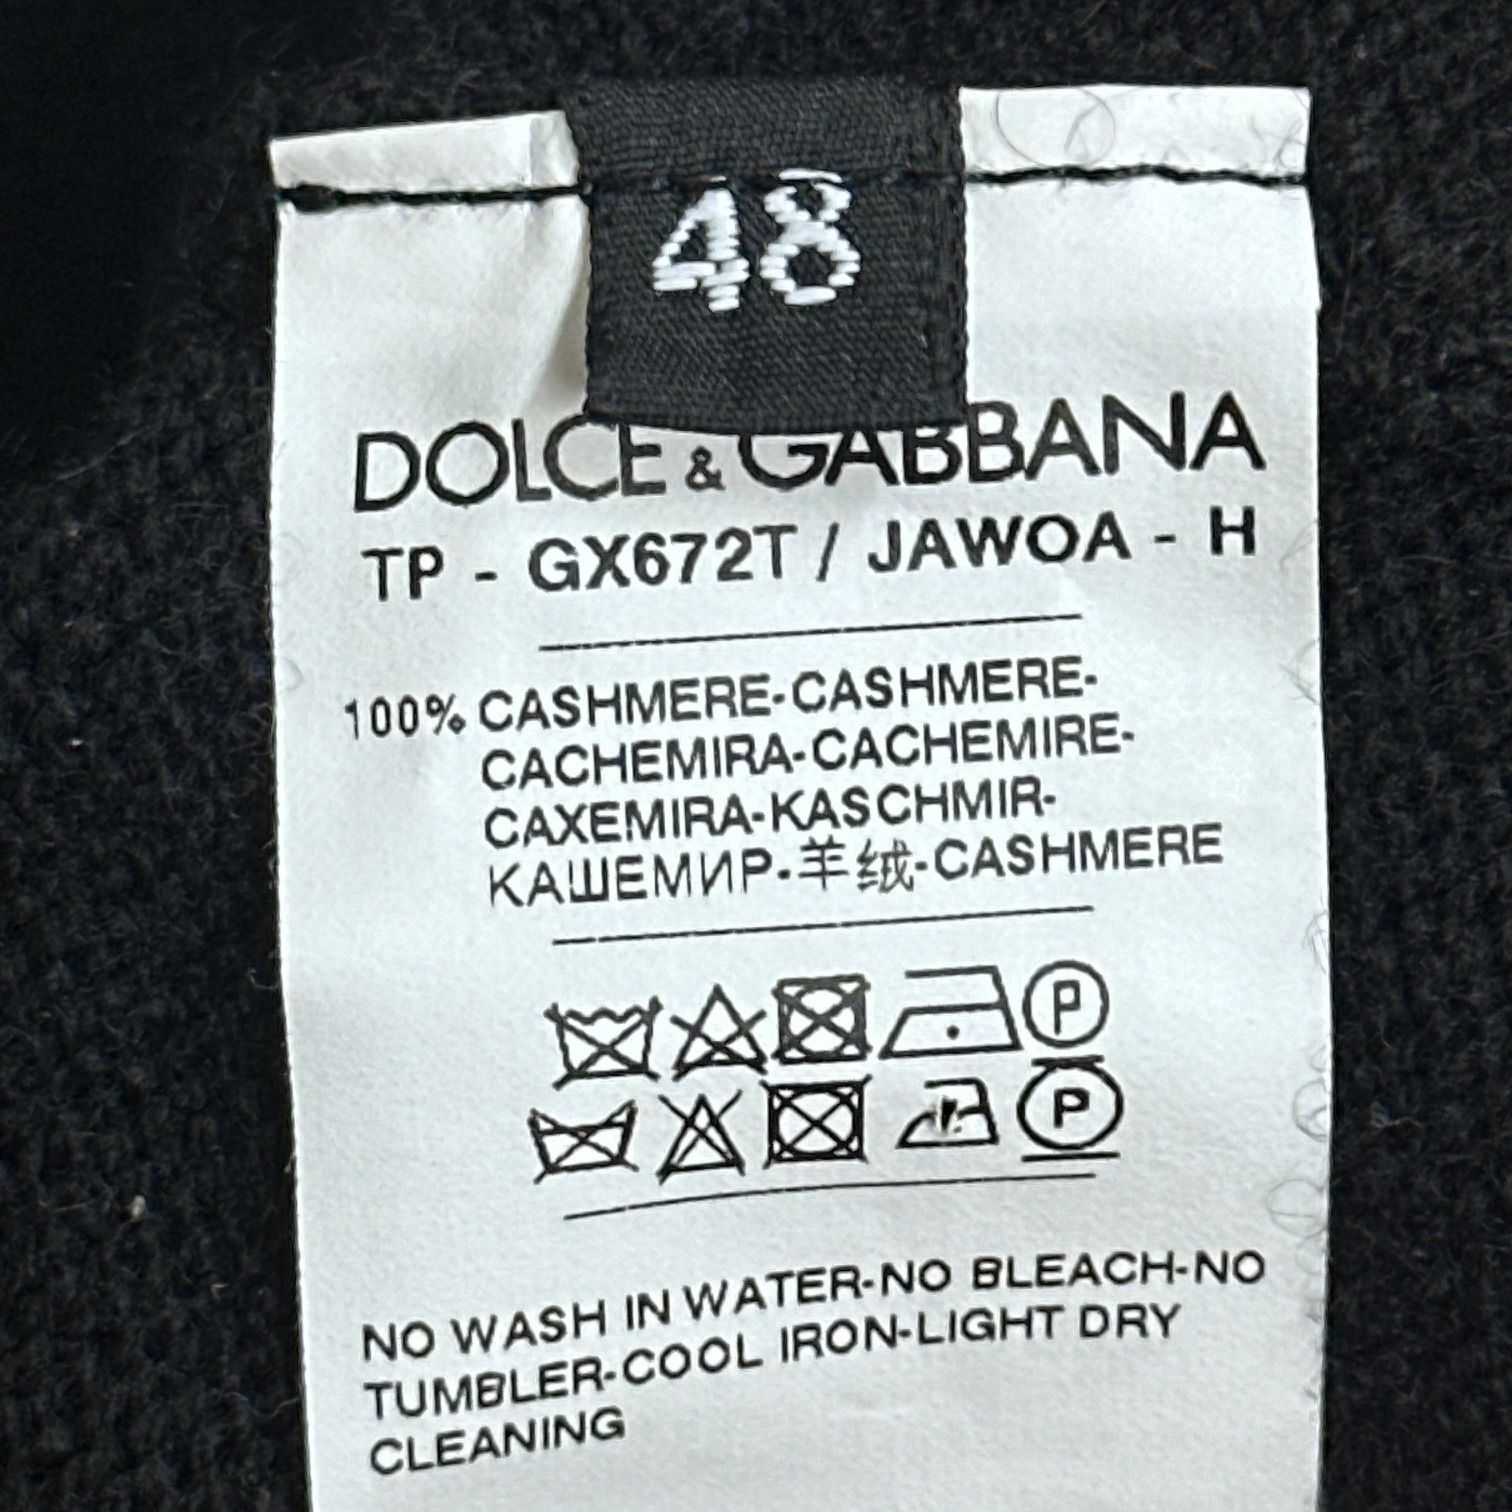 48
DOLCE & GABBANA
TP - GX672T / JAWOA - H
100% CASHMERE-CASHMERE-
CACHEMIRA-CACHEMIRE-
CAXEMIRA-KASCHMIR-
КАШЕМИР-羊绒-CASHMERE
P
P
NO WASH IN WATER-NO BLEACH-NO
TUMBLER-COOL IRON-LIGHT DRY
CLEANING